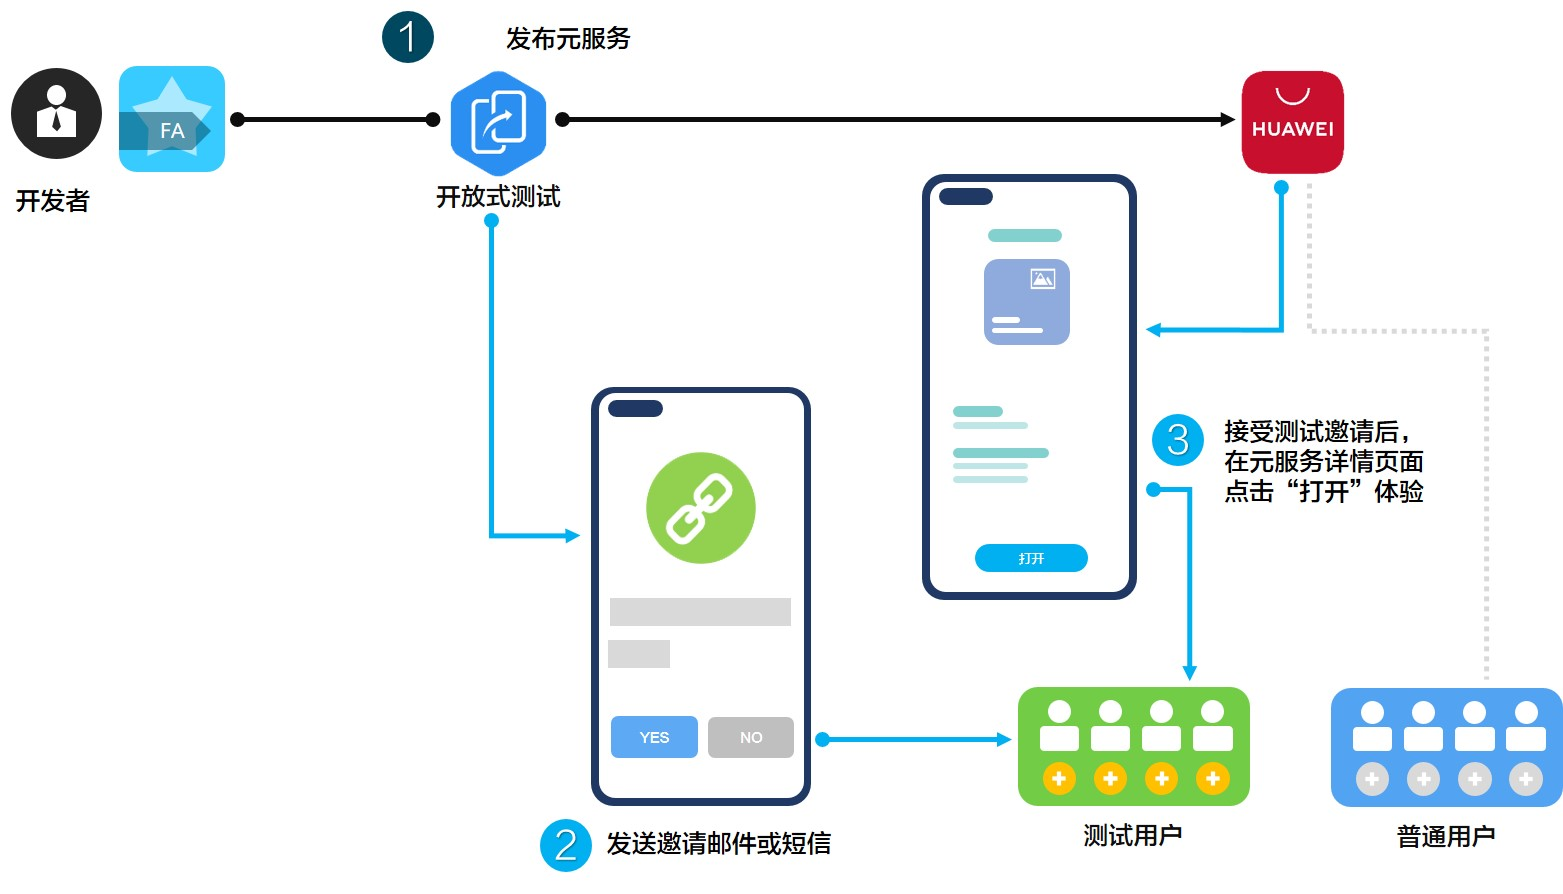 1
发布元服务
FA
HUAWEI
开发者
开放式测试
3
接受测试邀请后，
在元服务详情页面
点击“打开”体验
打开
YES
NO
2
发送邀请邮件或短信
测试用户
普通用户